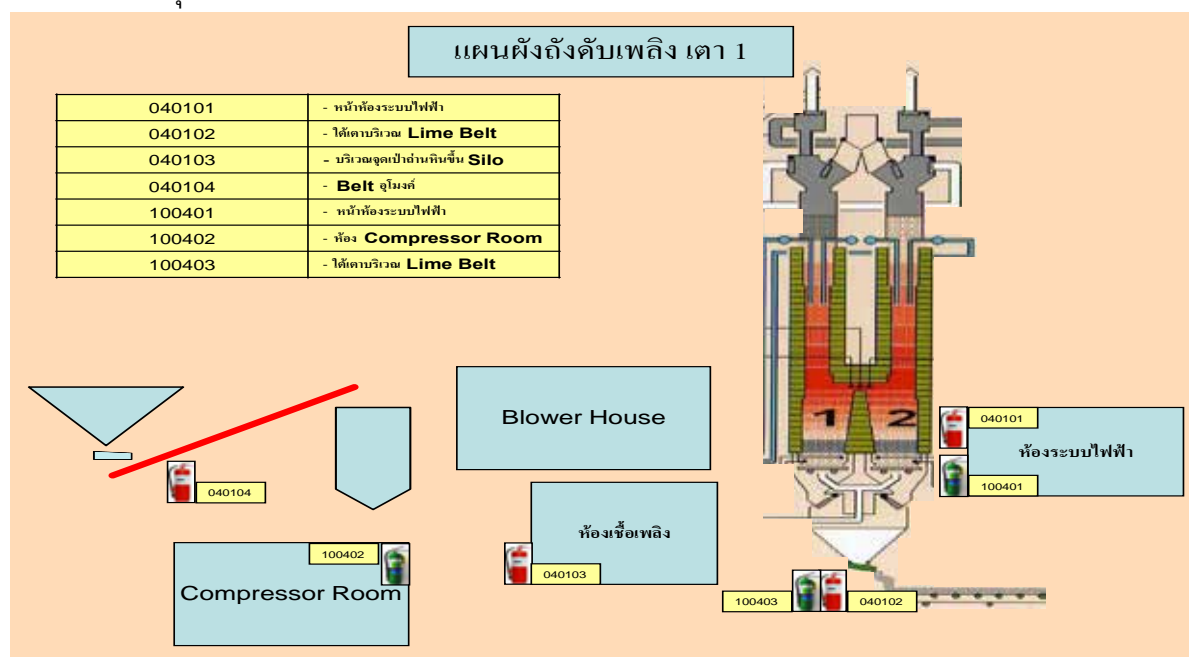 แผนผังถังดับเพลิง เตา 1
040101 - หน้าห้องระบบไฟฟ้า
040102 - ใต้เตาบริเวณ Lime Belt
040103 - บริเวณจุดเป่าถ่านหินขึ้น Silo
040104 - Belt อุโมงค์
100401 - หน้าห้องระบบไฟฟ้า
100402 - ห้อง Compressor Room
100403 - ใต้เตาบริเวณ Lime Belt
Blower House
1 2
040101
ห้องระบบไฟฟ้า
100401
040104
ห้องเชื้อเพลิง
100402
040103
Compressor Room
100403
040102